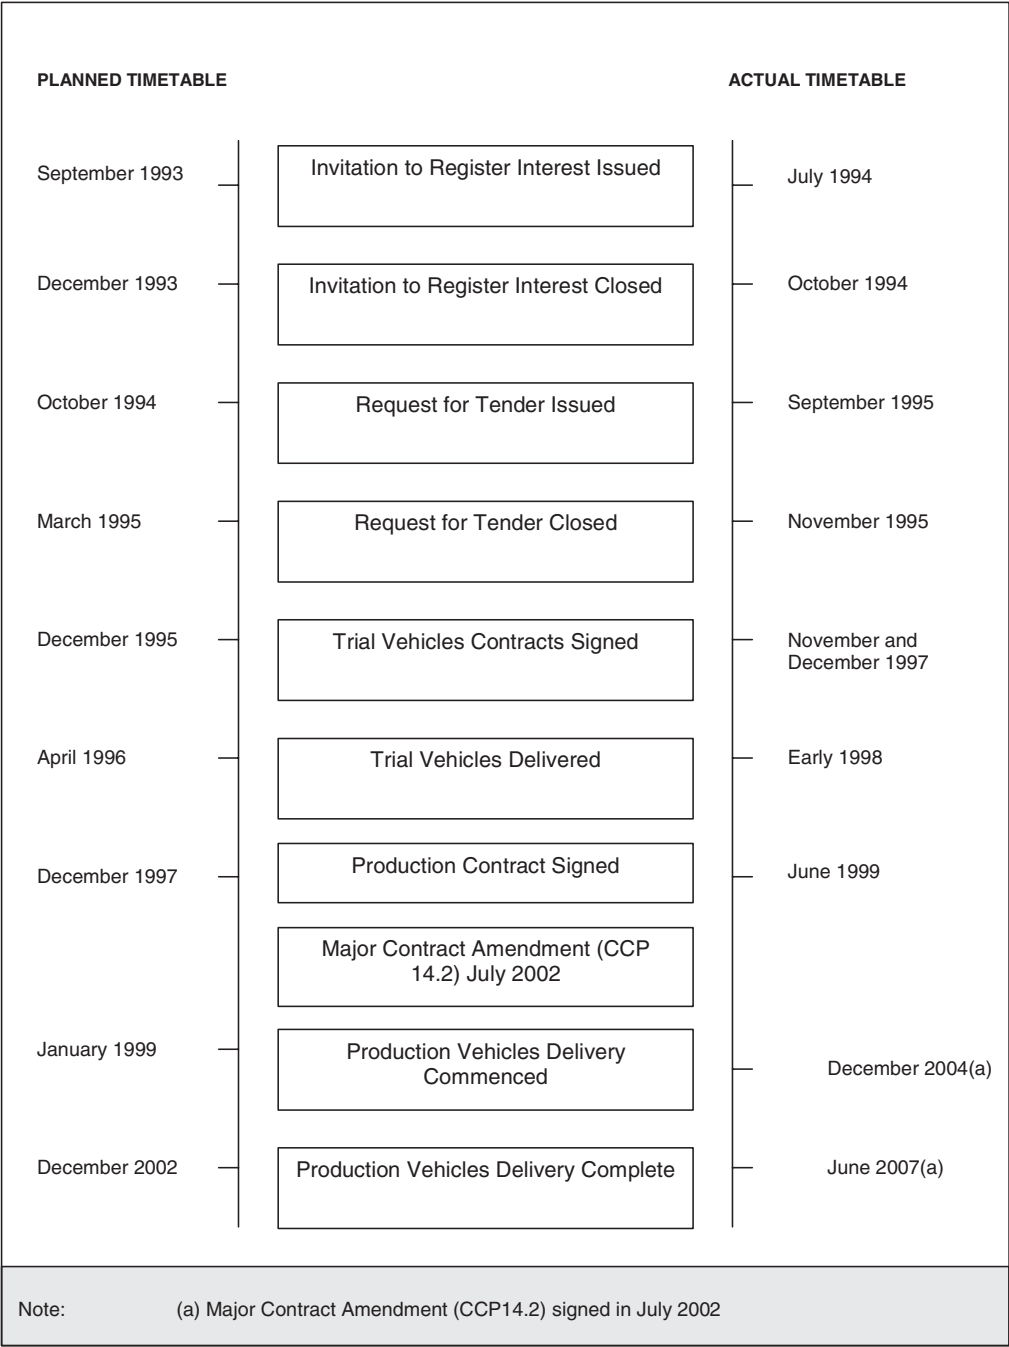 PLANNED TIMETABLE
ACTUAL TIMETABLE
September 1993
Invitation to Register Interest Issued
July 1994
December 1993
Invitation to Register Interest Closed
October 1994
October 1994
Request for Tender Issued
September 1995
March 1995
Request for Tender Closed
November 1995
December 1995
Trial Vehicles Contracts Signed
November and
December 1997
April 1996
Trial Vehicles Delivered
Early 1998
December 1997
Production Contract Signed
June 1999
Major Contract Amendment (CCP
14.2) July 2002
January 1999
Production Vehicles Delivery
Commenced
December 2004(a)
December 2002
Production Vehicles Delivery Complete
June 2007(a)
Note:
(a) Major Contract Amendment (CCP14.2) signed in July 2002